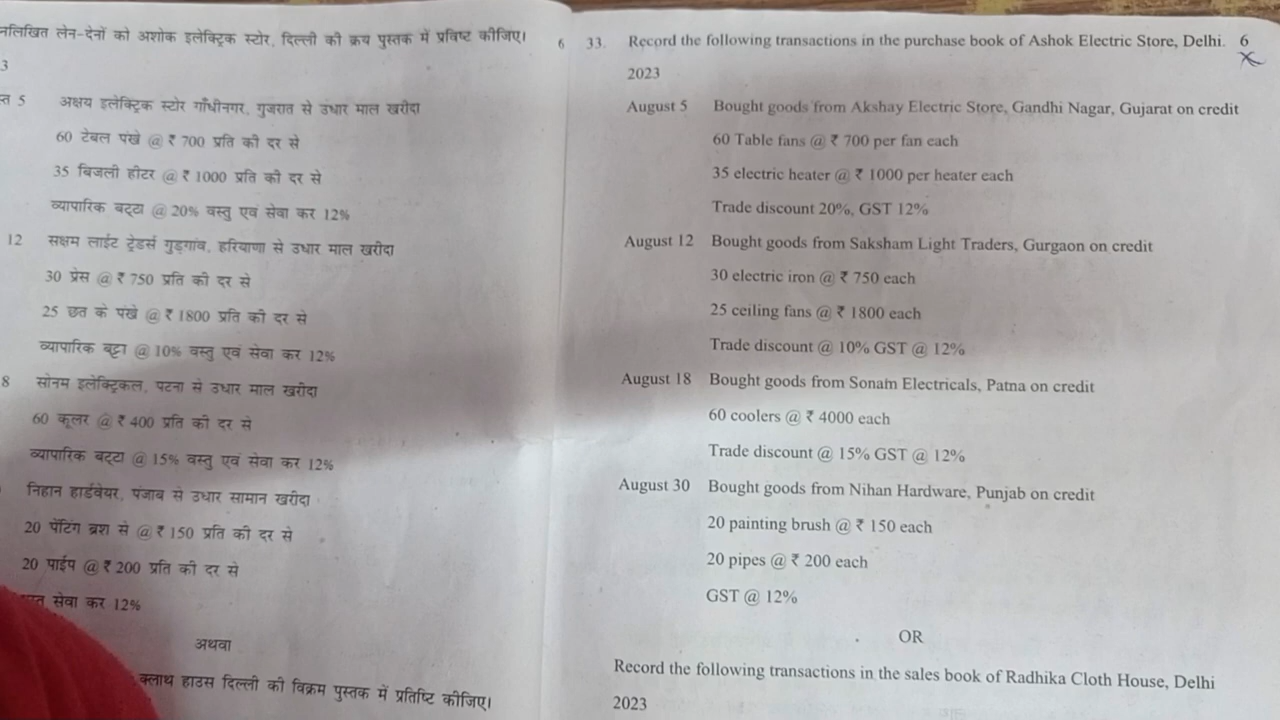 लिखित लेन-देनों को अशोक इलेक्ट्रिक स्टोर, दिल्ली की क्रय पुस्तक में प्रविष्ट कीजिए। 6
3
5 अक्षय इलेक्ट्रिक स्टोर गाँधीनगर, गुजरात से उधार माल खरीदा
60 टेबल पंखे @ ₹ 700 प्रति की दर से
35 बिजली हीटर @ ₹ 1000 प्रति की दर से
व्यापारिक बट्टा @ 20% वस्तु एवं सेवा कर 12%
12 सक्षम लाईट ट्रेडर्स गुड़गांव, हरियाणा से उधार माल खरीदा
30 प्रेस @ ₹ 750 प्रति की दर से
25 छत के पंखे @ ₹ 1800 प्रति की दर से
व्यापारिक बट्टा @ 10% वस्तु एवं सेवा कर 12%
8 सोनम इलेक्ट्रिकल, पटना से उधार माल खरीदा
60 कूलर @ ₹ 400 प्रति की दर से
व्यापारिक बट्टा @ 15% वस्तु एवं सेवा कर 12%
निहान हार्डवेयर, पंजाब से उधार सामान खरीदा
20 पेंटिंग ब्रश से @ ₹ 150 प्रति की दर से
20 पाईप @ ₹ 200 प्रति की दर से
सेवा कर 12%
अथवा
क्लाथ हाउस दिल्ली की विक्रम पुस्तक में प्रतिष्टि कीजिए।
33. Record the following transactions in the purchase book of Ashok Electric Store, Delhi. 6
2023
August 5 Bought goods from Akshay Electric Store, Gandhi Nagar, Gujarat on credit
60 Table fans @ ₹ 700 per fan each
35 electric heater @ ₹ 1000 per heater each
Trade discount 20%, GST 12%
August 12 Bought goods from Saksham Light Traders, Gurgaon on credit
30 electric iron @ ₹ 750 each
25 ceiling fans @ ₹ 1800 each
Trade discount @ 10% GST @ 12%
August 18 Bought goods from Sonam Electricals, Patna on credit
60 coolers @ ₹ 4000 each
Trade discount @ 15% GST @ 12%
August 30 Bought goods from Nihan Hardware, Punjab on credit
20 painting brush @ ₹ 150 each
20 pipes @ ₹ 200 each
GST @ 12%
OR
Record the following transactions in the sales book of Radhika Cloth House, Delhi
2023